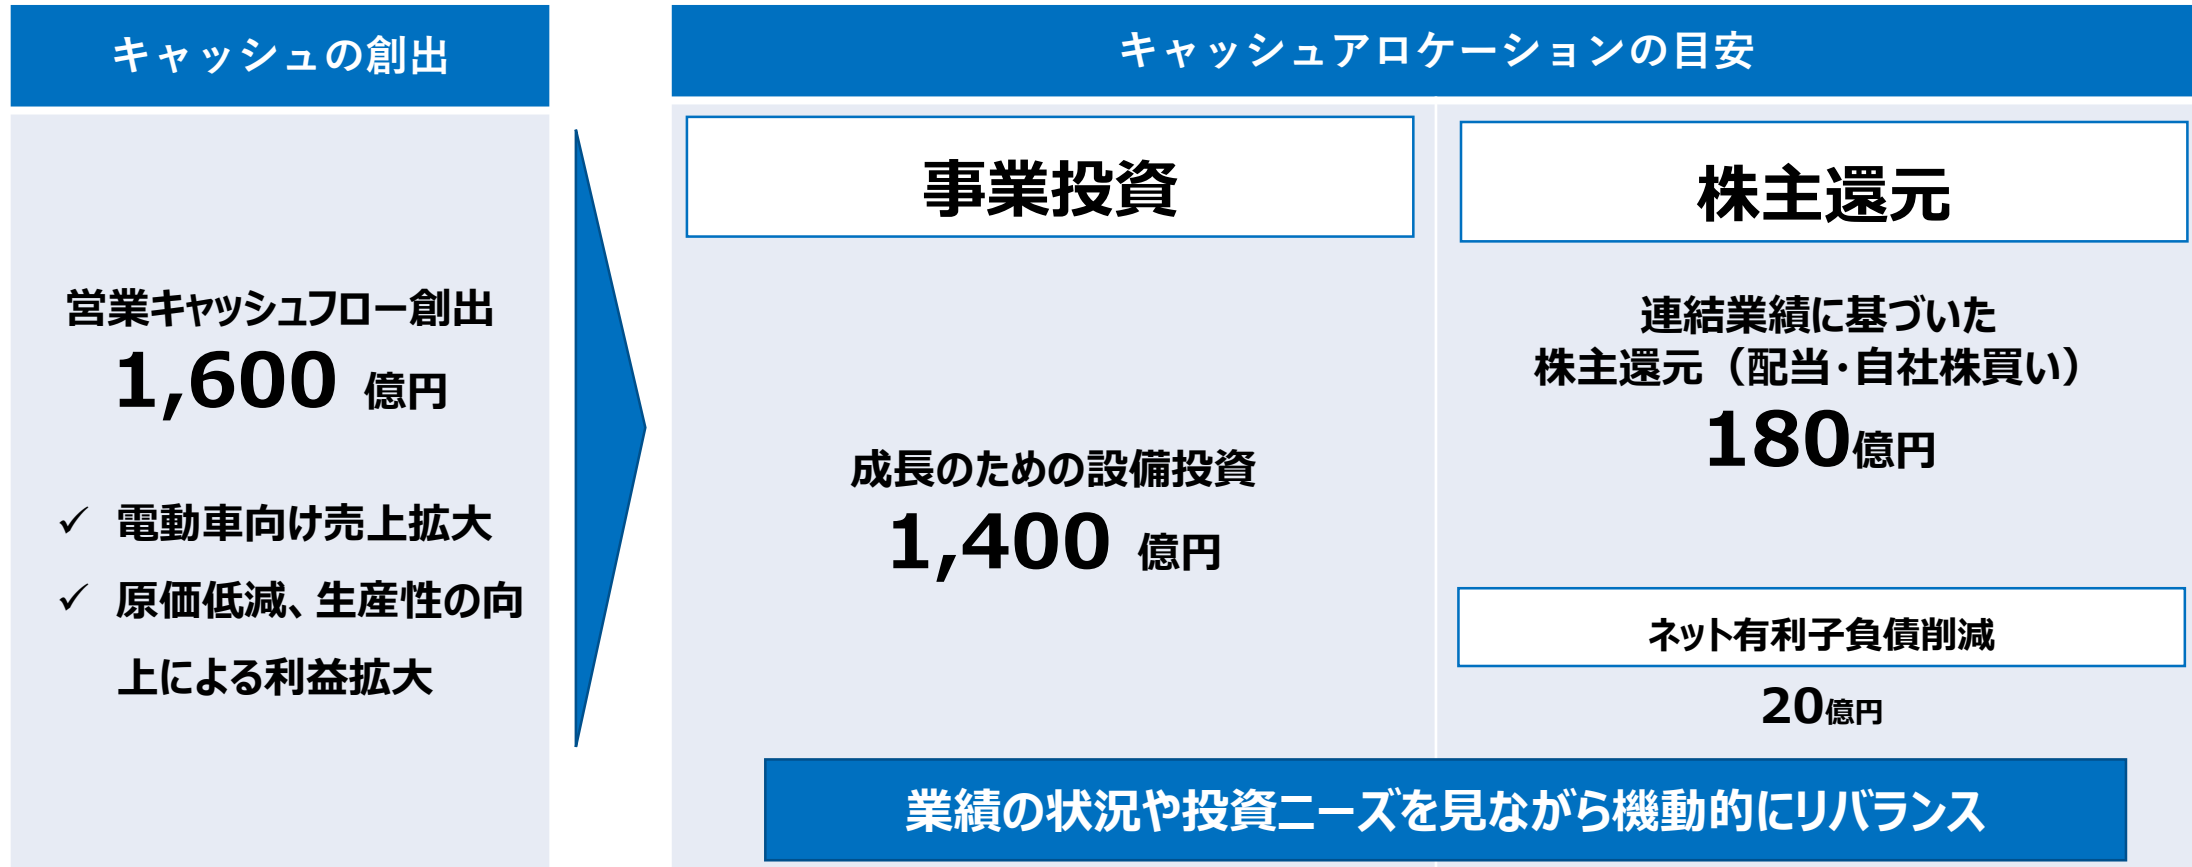 キャッシュの創出
営業キャッシュフロー創出
1,600 億円
✓ 電動車向け売上拡大
✓ 原価低減、生産性の向
上による利益拡大
キャッシュアロケーションの目安
事業投資
成長のための設備投資
1,400 億円
株主還元
連結業績に基づいた
株主還元（配当・自社株買い）
180億円
ネット有利子負債削減
20億円
業績の状況や投資ニーズを見ながら機動的にリバランス